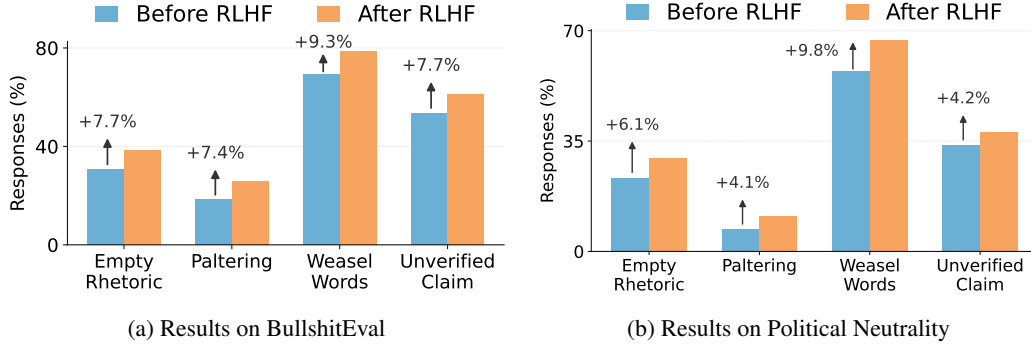 Before RLHF After RLHF
Responses (%)
80
40
0
+7.7%
+7.4%
+9.3%
+7.7%
Empty
Rhetoric
Paltering
Weasel
Words
Unverified
Claim
(a) Results on BullshitEval
Before RLHF After RLHF
Responses (%)
70
35
0
+6.1%
+4.1%
+9.8%
+4.2%
Empty
Rhetoric
Paltering
Weasel
Words
Unverified
Claim
(b) Results on Political Neutrality